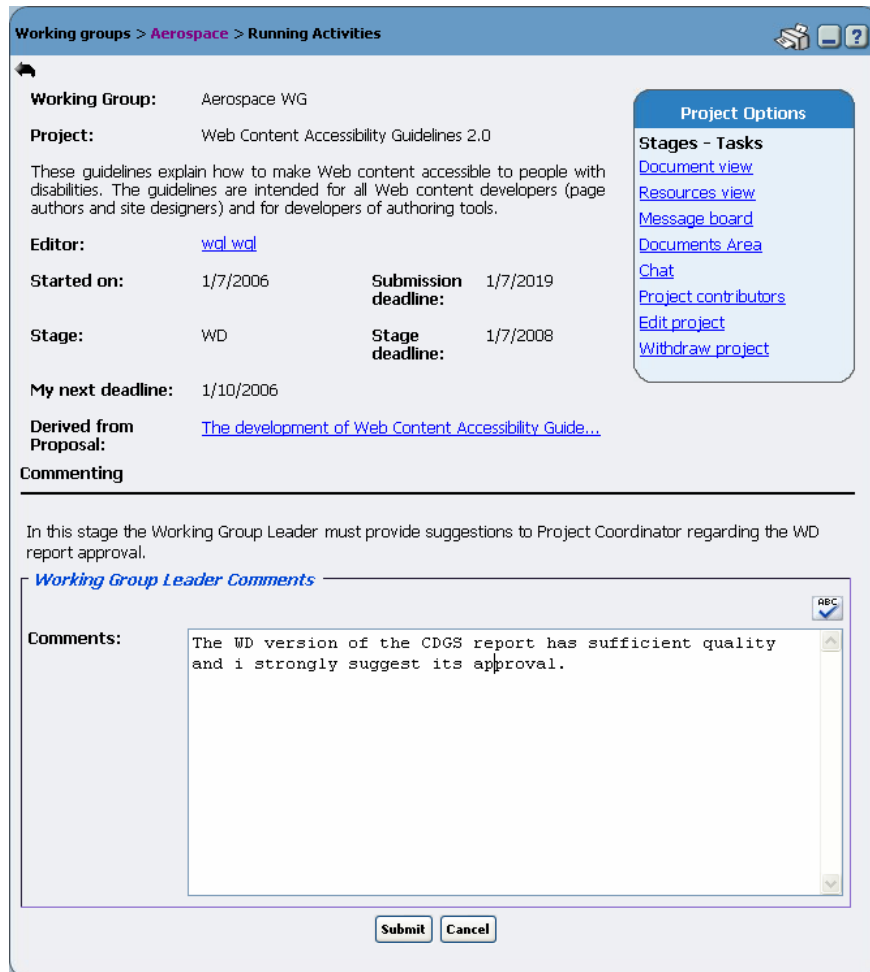 Working groups > Aerospace > Running Activities
?
Working Group: Aerospace WG
Project: Web Content Accessibility Guidelines 2.0
These guidelines explain how to make Web content accessible to people with
disabilities. The guidelines are intended for all Web content developers (page
authors and site designers) and for developers of authoring tools.
Editor: wgl wgl
Started on: 1/7/2006 Submission deadline: 1/7/2019
Stage: WD Stage deadline: 1/7/2008
My next deadline: 1/10/2006
Derived from Proposal: The development of Web Content Accessibility Guide...
Project Options
Stages - Tasks
Document view
Resources view
Message board
Documents Area
Chat
Project contributors
Edit project
Withdraw project
Commenting
In this stage the Working Group Leader must provide suggestions to Project Coordinator regarding the WD
report approval.
Working Group Leader Comments
ABC
Comments:
The WD version of the CDGS report has sufficient quality
and i strongly suggest its approval.
Submit Cancel